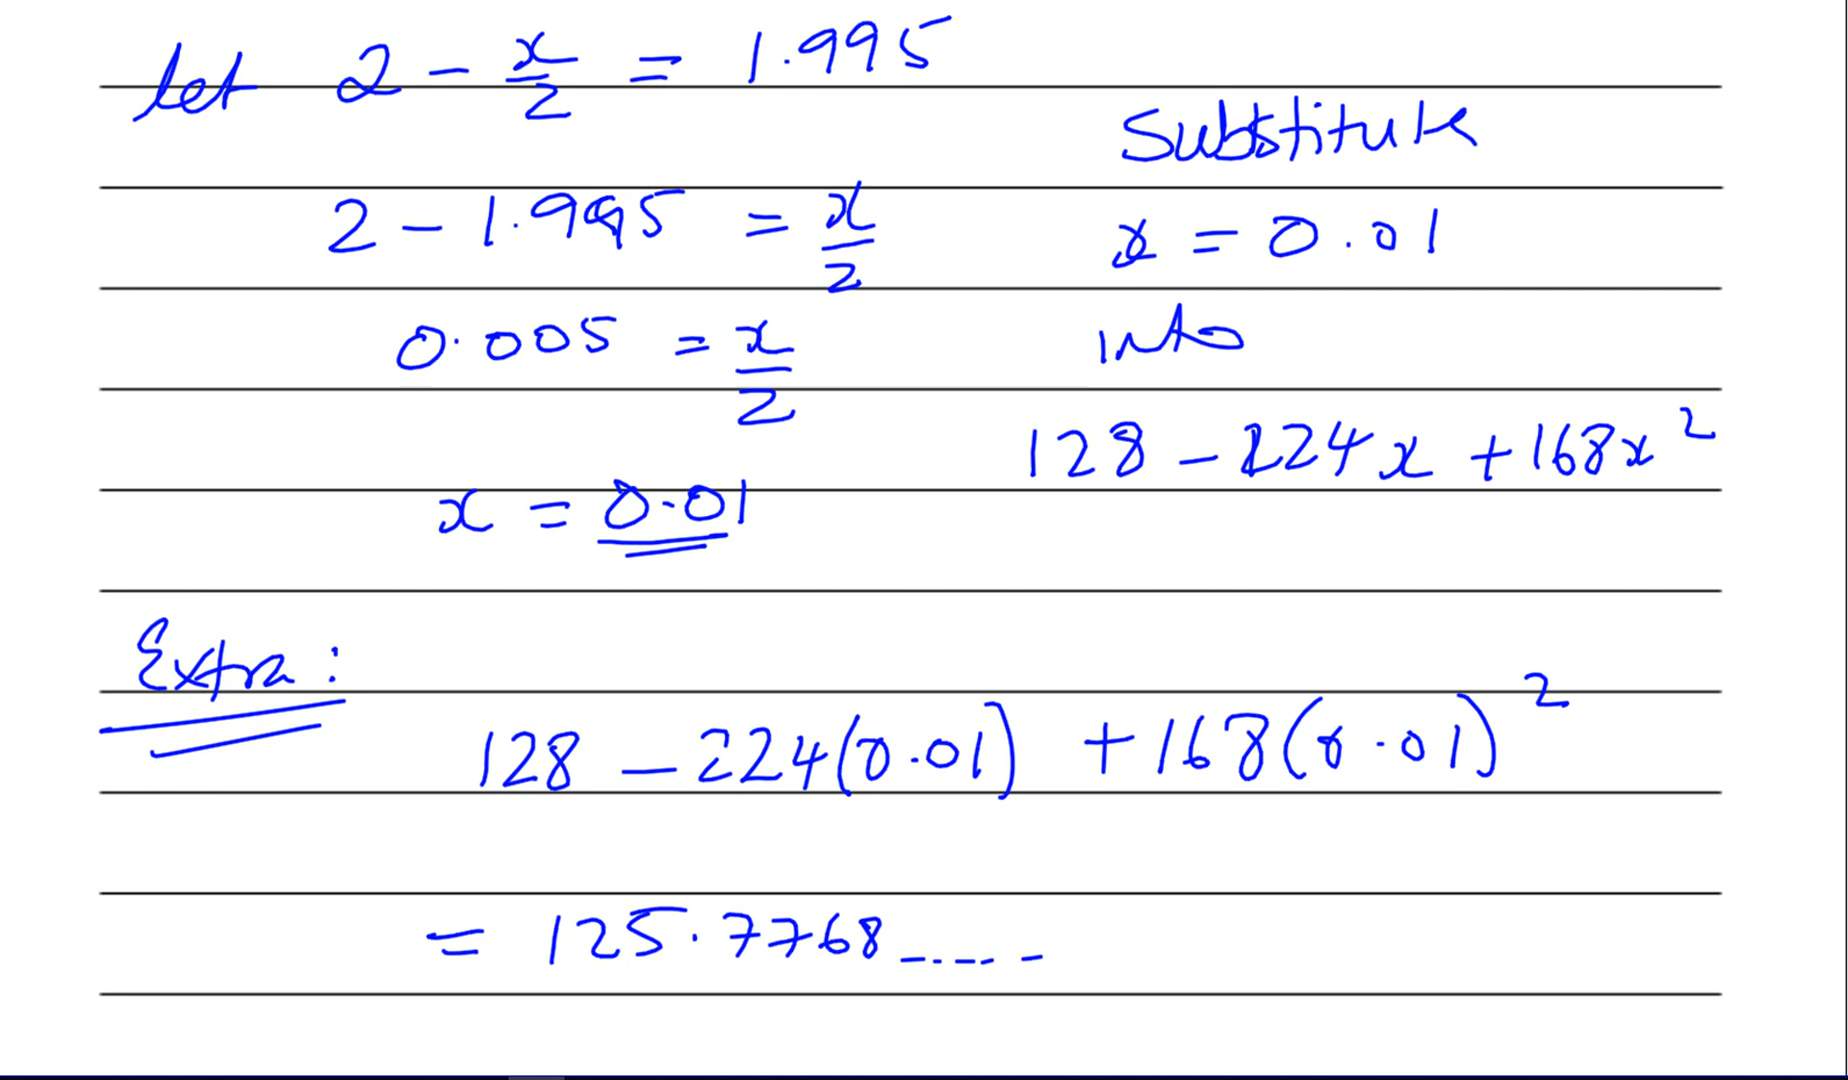 let 2 - x/2 = 1.995
2 - 1.995 = x/2
0.005 = x/2
x = 0.01
Substitute
x = 0.01
into
128 - 224x + 168x²
Extra:
128 - 224(0.01) + 168(0.01)²
= 125.7768.....